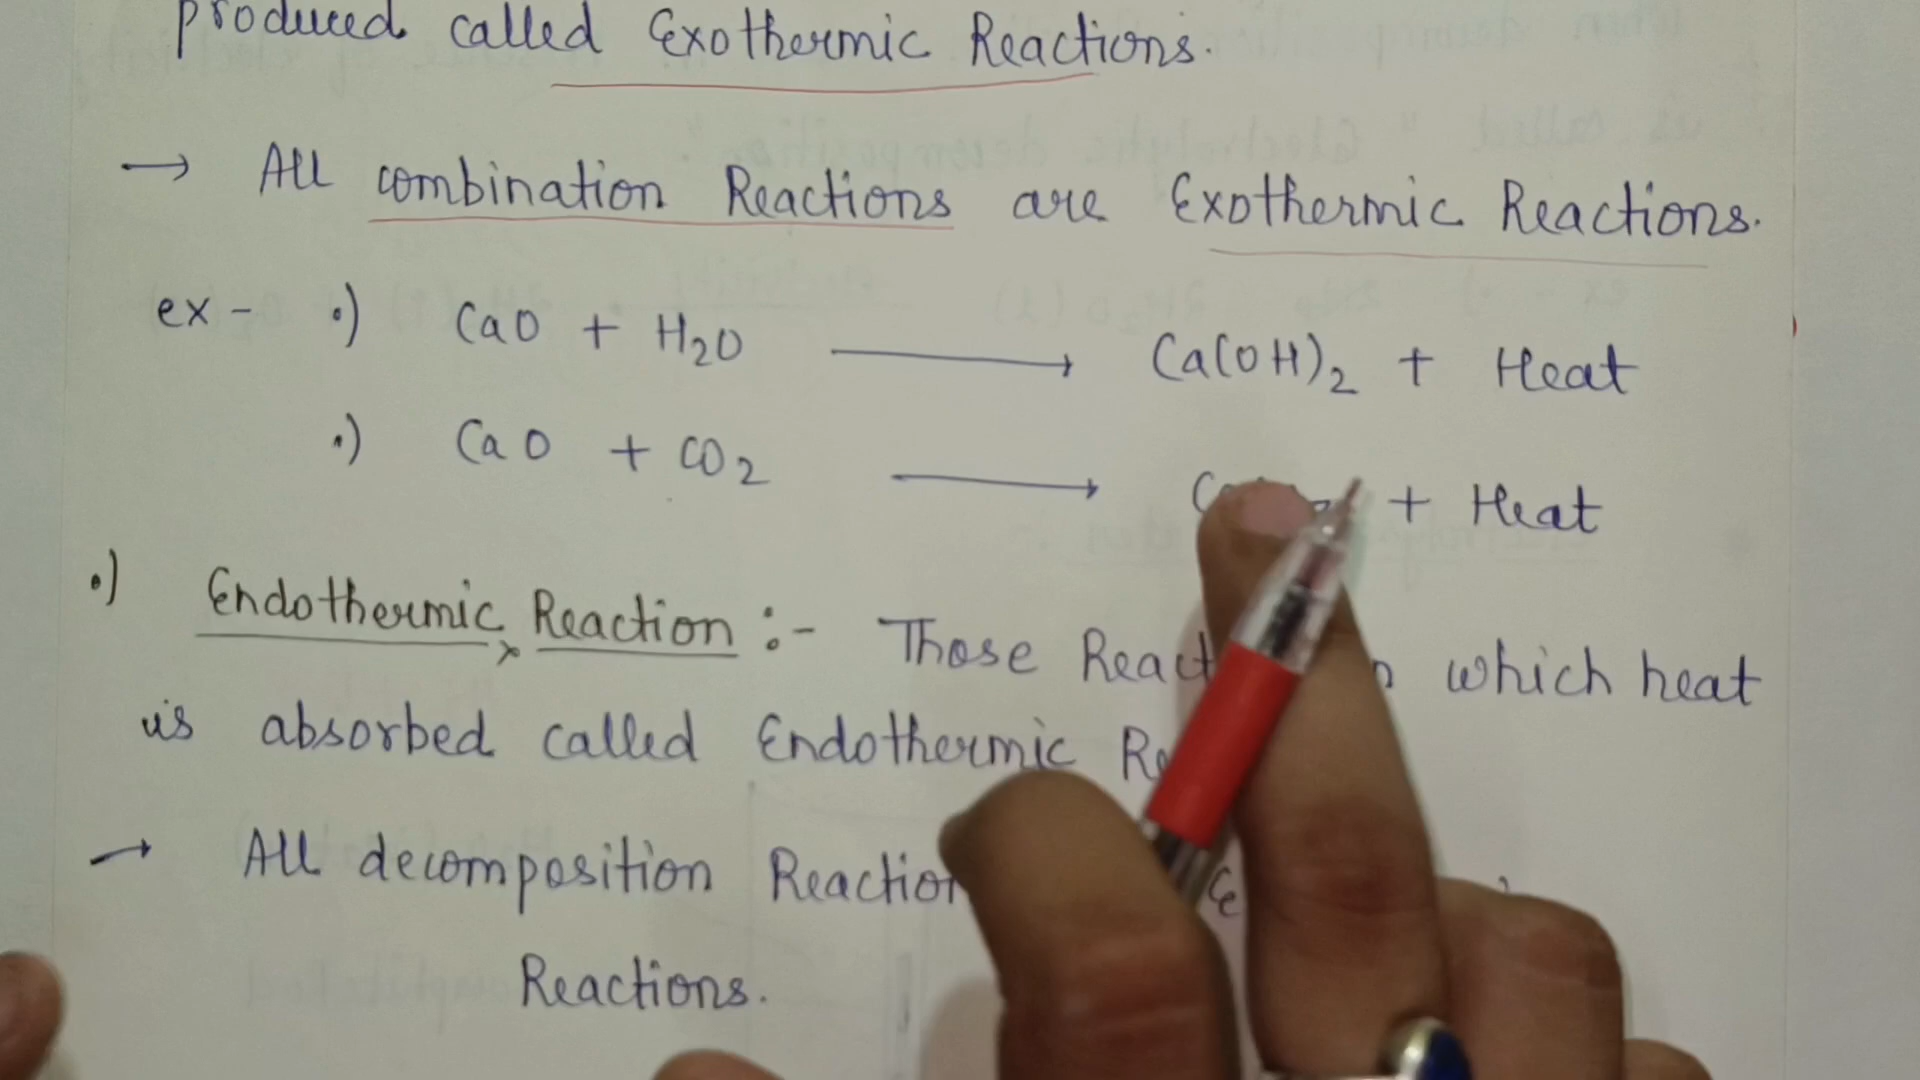 produced called Exothermic Reactions.
→ All combination Reactions are Exothermic Reactions.
ex - •) CaO + H2O ⟶ Ca(OH)2 + Heat
•) CaO + CO2 ⟶ + Heat
•) Endothermic Reaction :- Those which heat
is absorbed called Endothermic
→ All decomposition
Reactions.